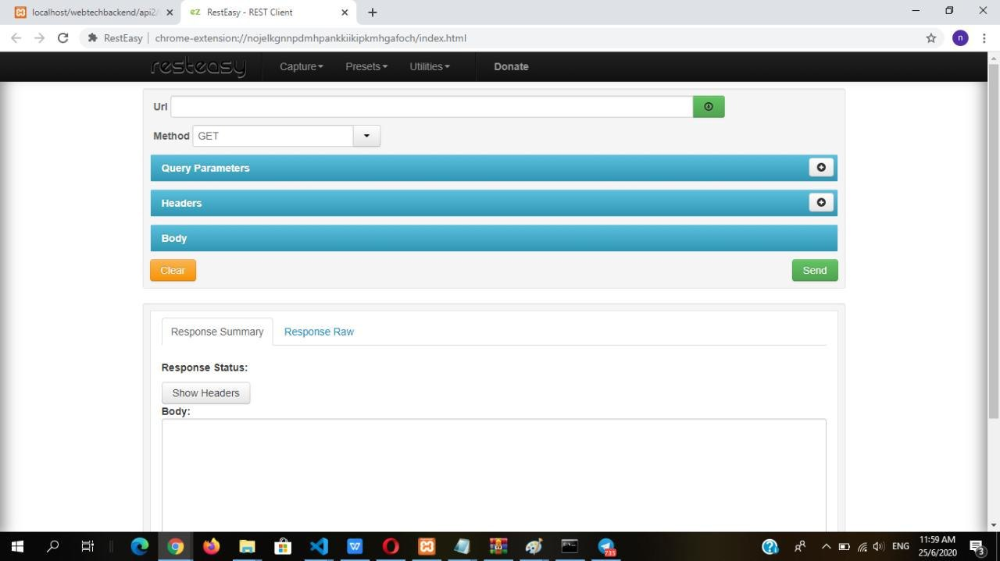 localhost/webtechbackend/api2/
RestEasy - REST Client
RestEasy
chrome-extension://nojelkgnnpdmhpankkiikipkmhgafoch/index.html
n
resteasy
Capture
Presets
Utilities
Donate
Url
Method
GET
Query Parameters
Headers
Body
Clear
Send
Response Summary
Response Raw
Response Status:
Show Headers
Body:
ENG
11:59 AM
25/6/2020
3